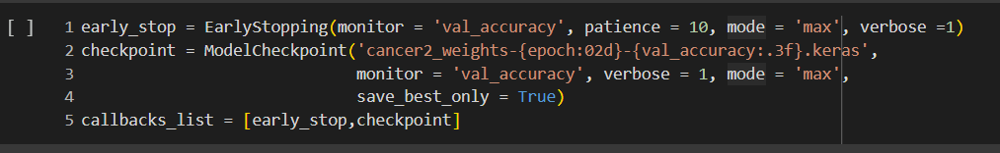 [ ] 1 early_stop = EarlyStopping(monitor = 'val_accuracy', patience = 10, mode = 'max', verbose =1)
2 checkpoint = ModelCheckpoint('cancer2_weights-{epoch:02d}-{val_accuracy:.3f}.keras',
3                              monitor = 'val_accuracy', verbose = 1, mode = 'max',
4                              save_best_only = True)
5 callbacks_list = [early_stop,checkpoint]